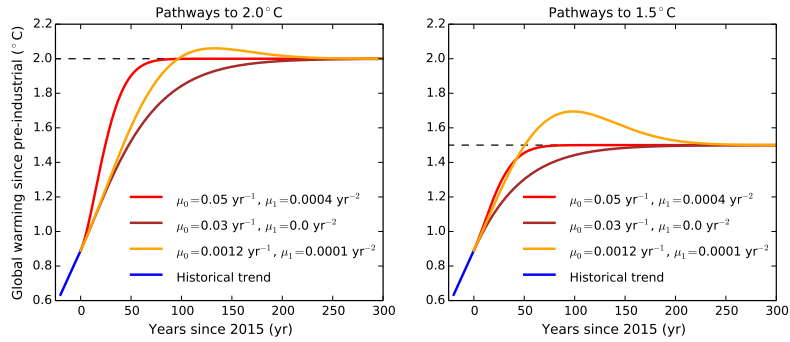 Pathways to 2.0°C
Global warming since pre-industrial (°C)
2.2
2.0
1.8
1.6
1.4
1.2
1.0
0.8
0.6
μ₀=0.05 yr⁻¹, μ₁=0.0004 yr⁻²
μ₀=0.03 yr⁻¹, μ₁=0.0 yr⁻²
μ₀=0.0012 yr⁻¹, μ₁=0.0001 yr⁻²
Historical trend
0 50 100 150 200 250 300
Years since 2015 (yr)
Pathways to 1.5°C
2.2
2.0
1.8
1.6
1.4
1.2
1.0
0.8
0.6
μ₀=0.05 yr⁻¹, μ₁=0.0004 yr⁻²
μ₀=0.03 yr⁻¹, μ₁=0.0 yr⁻²
μ₀=0.0012 yr⁻¹, μ₁=0.0001 yr⁻²
Historical trend
0 50 100 150 200 250 300
Years since 2015 (yr)